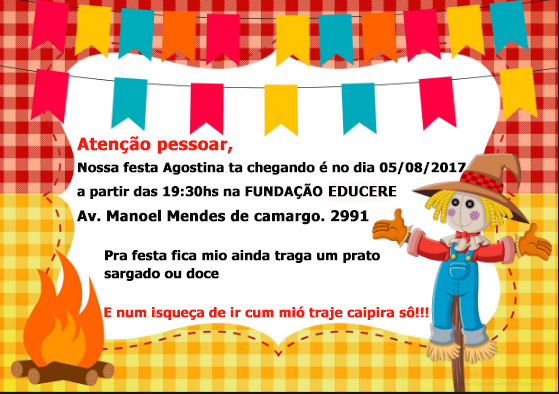 Atenção pessoar,
Nossa festa Agostina ta chegando é no dia 05/08/2017
a partir das 19:30hs na FUNDAÇÃO EDUCERE
Av. Manoel Mendes de camargo. 2991
Pra festa fica mio ainda traga um prato
sargado ou doce
E num isqueça de ir cum mió traje caipira sô!!!